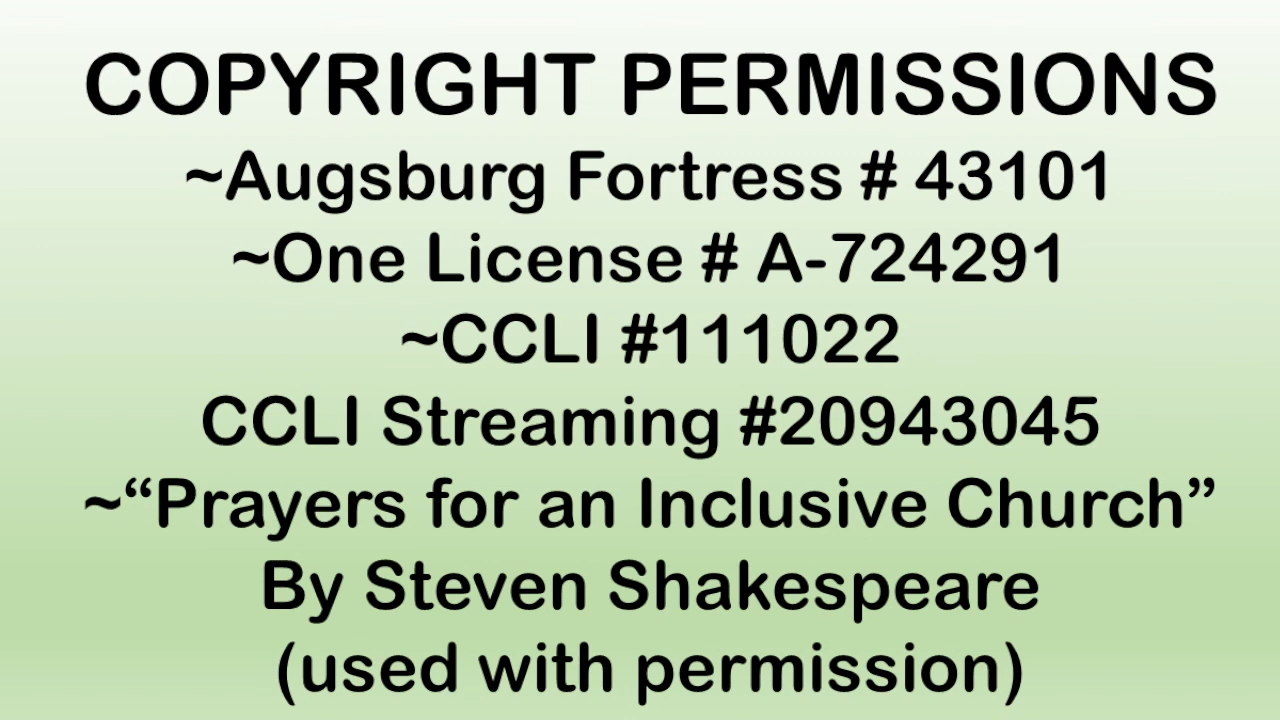 COPYRIGHT PERMISSIONS
~Augsburg Fortress # 43101
~One License # A-724291
~CCLI #111022
CCLI Streaming #20943045
~“Prayers for an Inclusive Church”
By Steven Shakespeare
(used with permission)